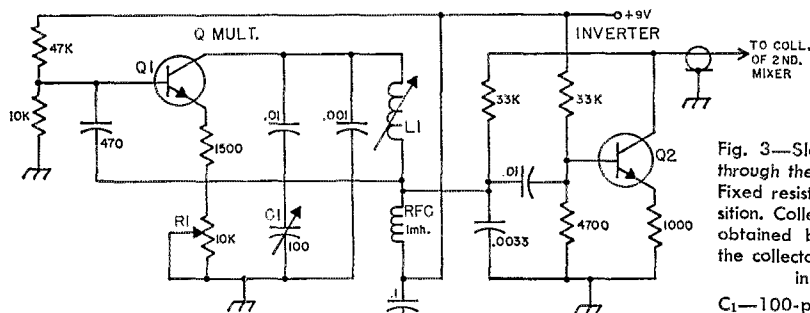 +9V
Q MULT.
INVERTER
47K
Q1
TO COLL.
OF 2ND.
MIXER
33K
33K
10K
.01
.001
L1
470
1500
.01
Q2
R1
10K
C1
100
RFC
1mh.
.0033
4700
1000
.1
Fig. 3—Sl
through the
Fixed resist
sition. Colle
obtained b
the collecto
in
C1—100-p